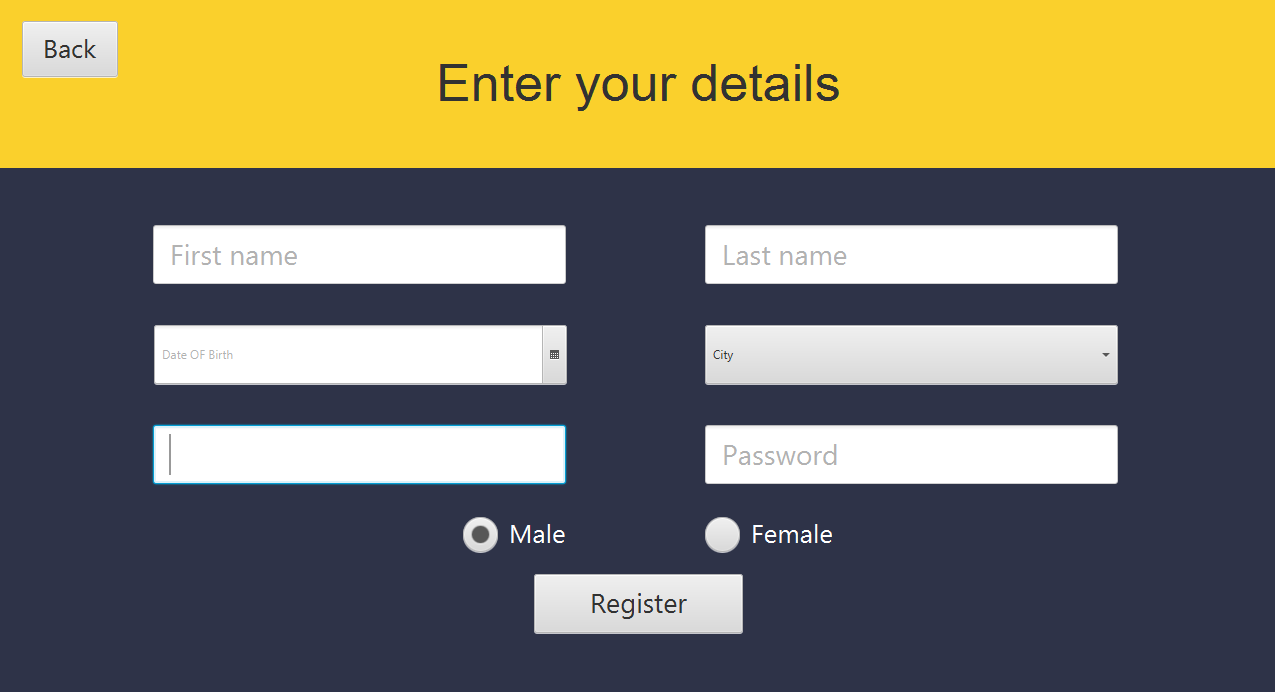 Back
Enter your details
First name
Last name
Date OF Birth
City
Password
Male
Female
Register